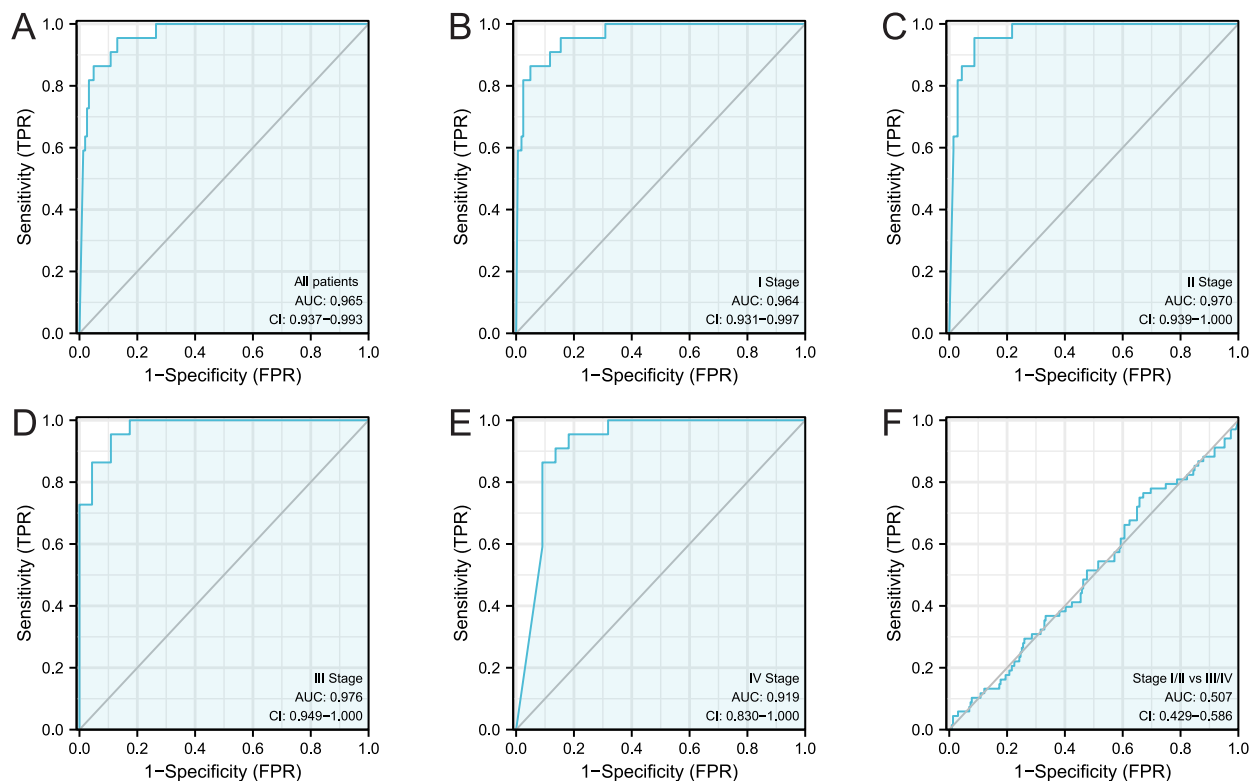 A
1.0
0.8
0.6
0.4
0.2
0.0
Sensitivity (TPR)
All patients
AUC: 0.965
CI: 0.937−0.993
0.0 0.2 0.4 0.6 0.8 1.0
1−Specificity (FPR)
B
1.0
0.8
0.6
0.4
0.2
0.0
Sensitivity (TPR)
I Stage
AUC: 0.964
CI: 0.931−0.997
0.0 0.2 0.4 0.6 0.8 1.0
1−Specificity (FPR)
C
1.0
0.8
0.6
0.4
0.2
0.0
Sensitivity (TPR)
II Stage
AUC: 0.970
CI: 0.939−1.000
0.0 0.2 0.4 0.6 0.8 1.0
1−Specificity (FPR)
D
1.0
0.8
0.6
0.4
0.2
0.0
Sensitivity (TPR)
III Stage
AUC: 0.976
CI: 0.949−1.000
0.0 0.2 0.4 0.6 0.8 1.0
1−Specificity (FPR)
E
1.0
0.8
0.6
0.4
0.2
0.0
Sensitivity (TPR)
IV Stage
AUC: 0.919
CI: 0.830−1.000
0.0 0.2 0.4 0.6 0.8 1.0
1−Specificity (FPR)
F
1.0
0.8
0.6
0.4
0.2
0.0
Sensitivity (TPR)
Stage I/II vs III/IV
AUC: 0.507
CI: 0.429−0.586
0.0 0.2 0.4 0.6 0.8 1.0
1−Specificity (FPR)